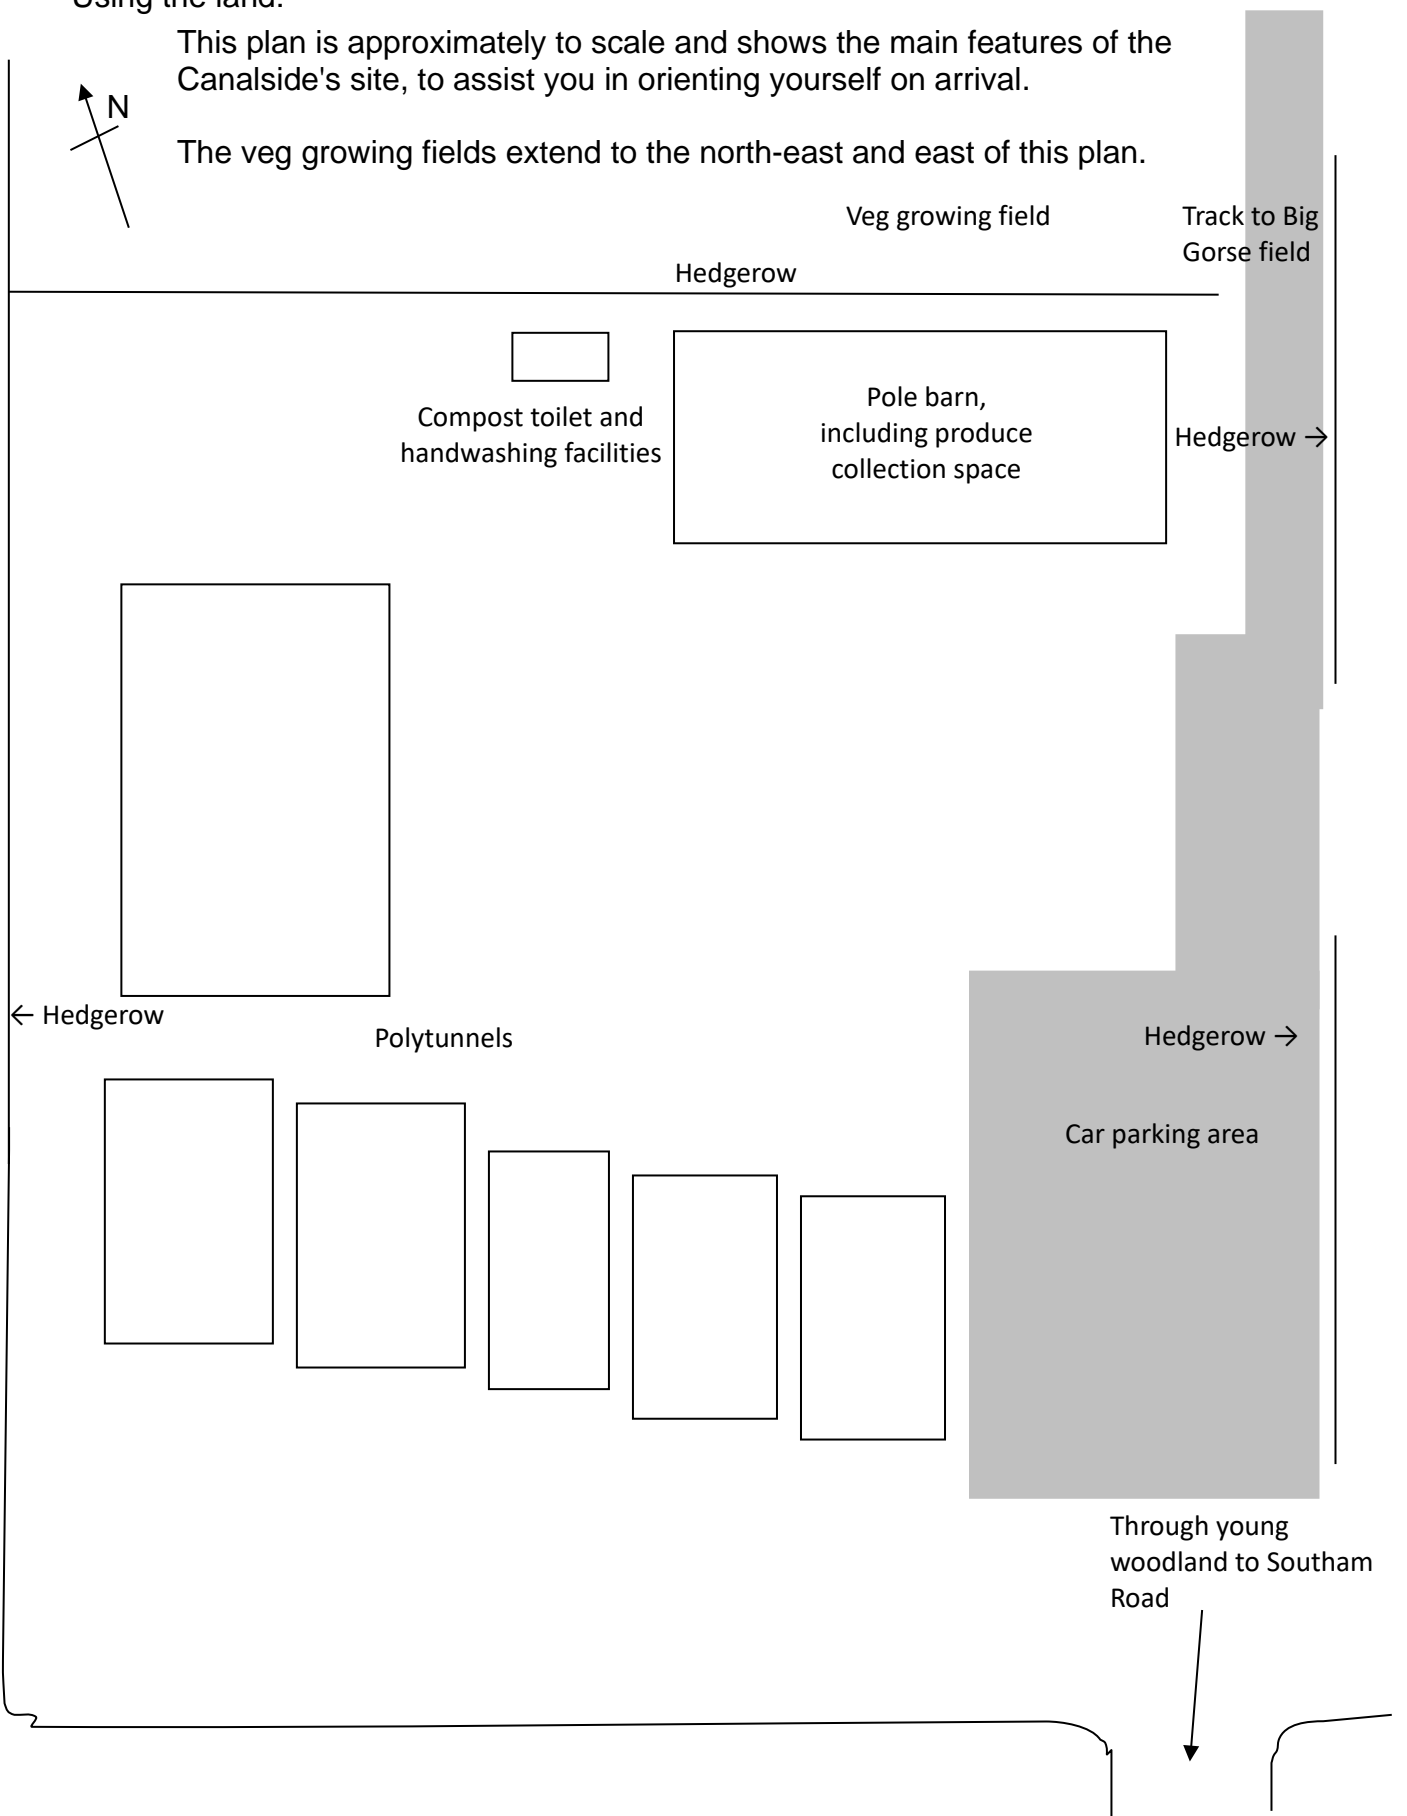 Using the land:
This plan is approximately to scale and shows the main features of the
Canalside's site, to assist you in orienting yourself on arrival.
N
The veg growing fields extend to the north-east and east of this plan.
Veg growing field
Track to Big
Gorse field
Hedgerow
Pole barn,
including produce
collection space
Compost toilet and
handwashing facilities
Hedgerow →
← Hedgerow
Polytunnels
Hedgerow →
Car parking area
Through young
woodland to Southam
Road